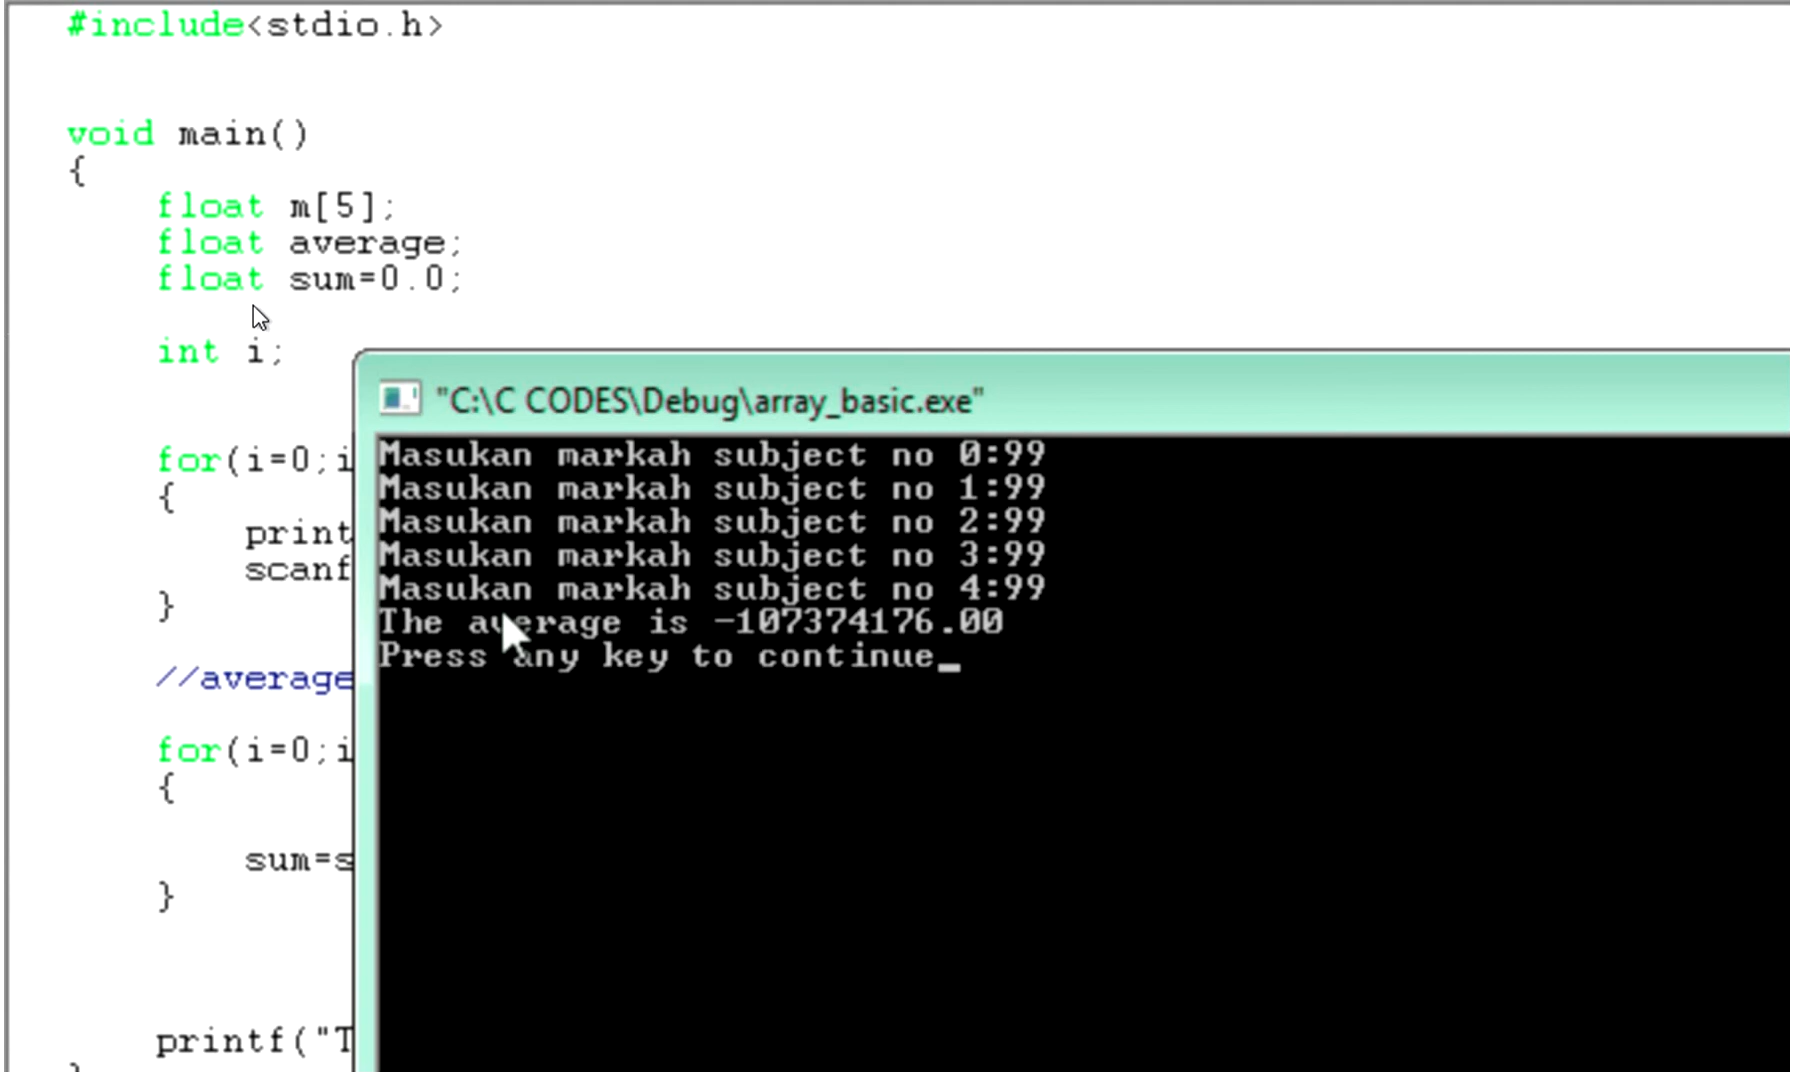 #include<stdio.h>
void main()
{
float m[5];
float average;
float sum=0.0;
int i;
for(i=0;i
{
print
scanf
}
//average
for(i=0;i
{
sum=s
}
printf("T
"C:\C CODES\Debug\array_basic.exe"
Masukan markah subject no 0:99
Masukan markah subject no 1:99
Masukan markah subject no 2:99
Masukan markah subject no 3:99
Masukan markah subject no 4:99
The average is -107374176.00
Press any key to continue_